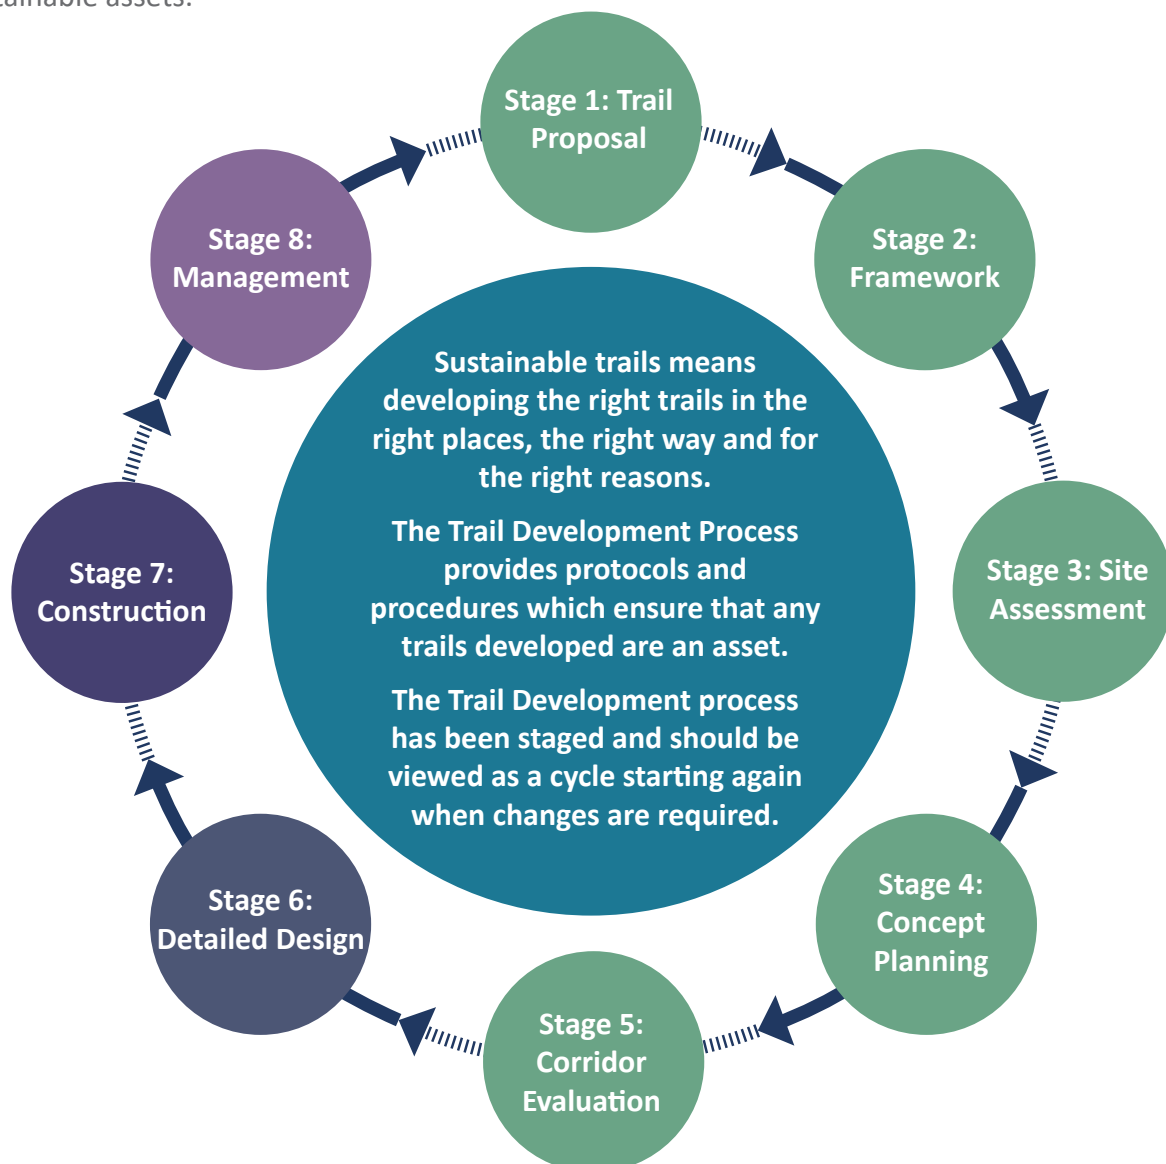 assets.
Stage 1: Trail
Proposal
Stage 2:
Framework
Stage 3: Site
Assessment
Stage 4:
Concept
Planning
Stage 5:
Corridor
Evaluation
Stage 6:
Detailed Design
Stage 7:
Construction
Stage 8:
Management
Sustainable trails means
developing the right trails in the
right places, the right way and for
the right reasons.
The Trail Development Process
provides protocols and
procedures which ensure that any
trails developed are an asset.
The Trail Development process
has been staged and should be
viewed as a cycle starting again
when changes are required.